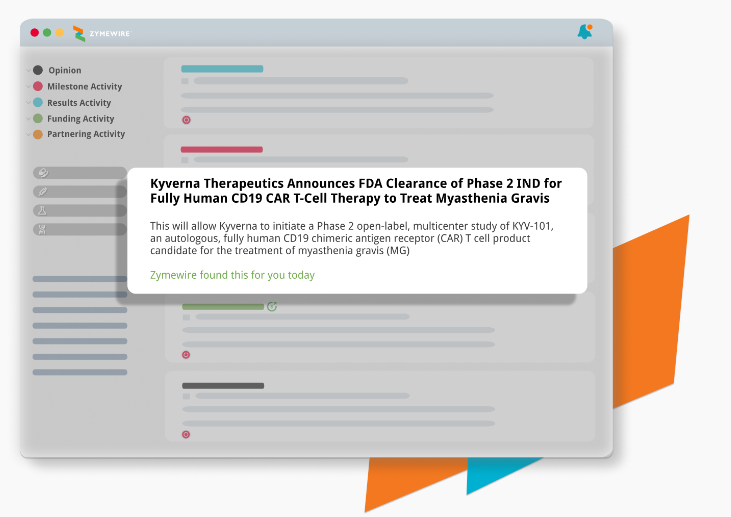 ZYMEWIRE
Opinion
Milestone Activity
Results Activity
Funding Activity
Partnering Activity
Kyverna Therapeutics Announces FDA Clearance of Phase 2 IND for
Fully Human CD19 CAR T-Cell Therapy to Treat Myasthenia Gravis
This will allow Kyverna to initiate a Phase 2 open-label, multicenter study of KYV-101,
an autologous, fully human CD19 chimeric antigen receptor (CAR) T cell product
candidate for the treatment of myasthenia gravis (MG)
Zymewire found this for you today